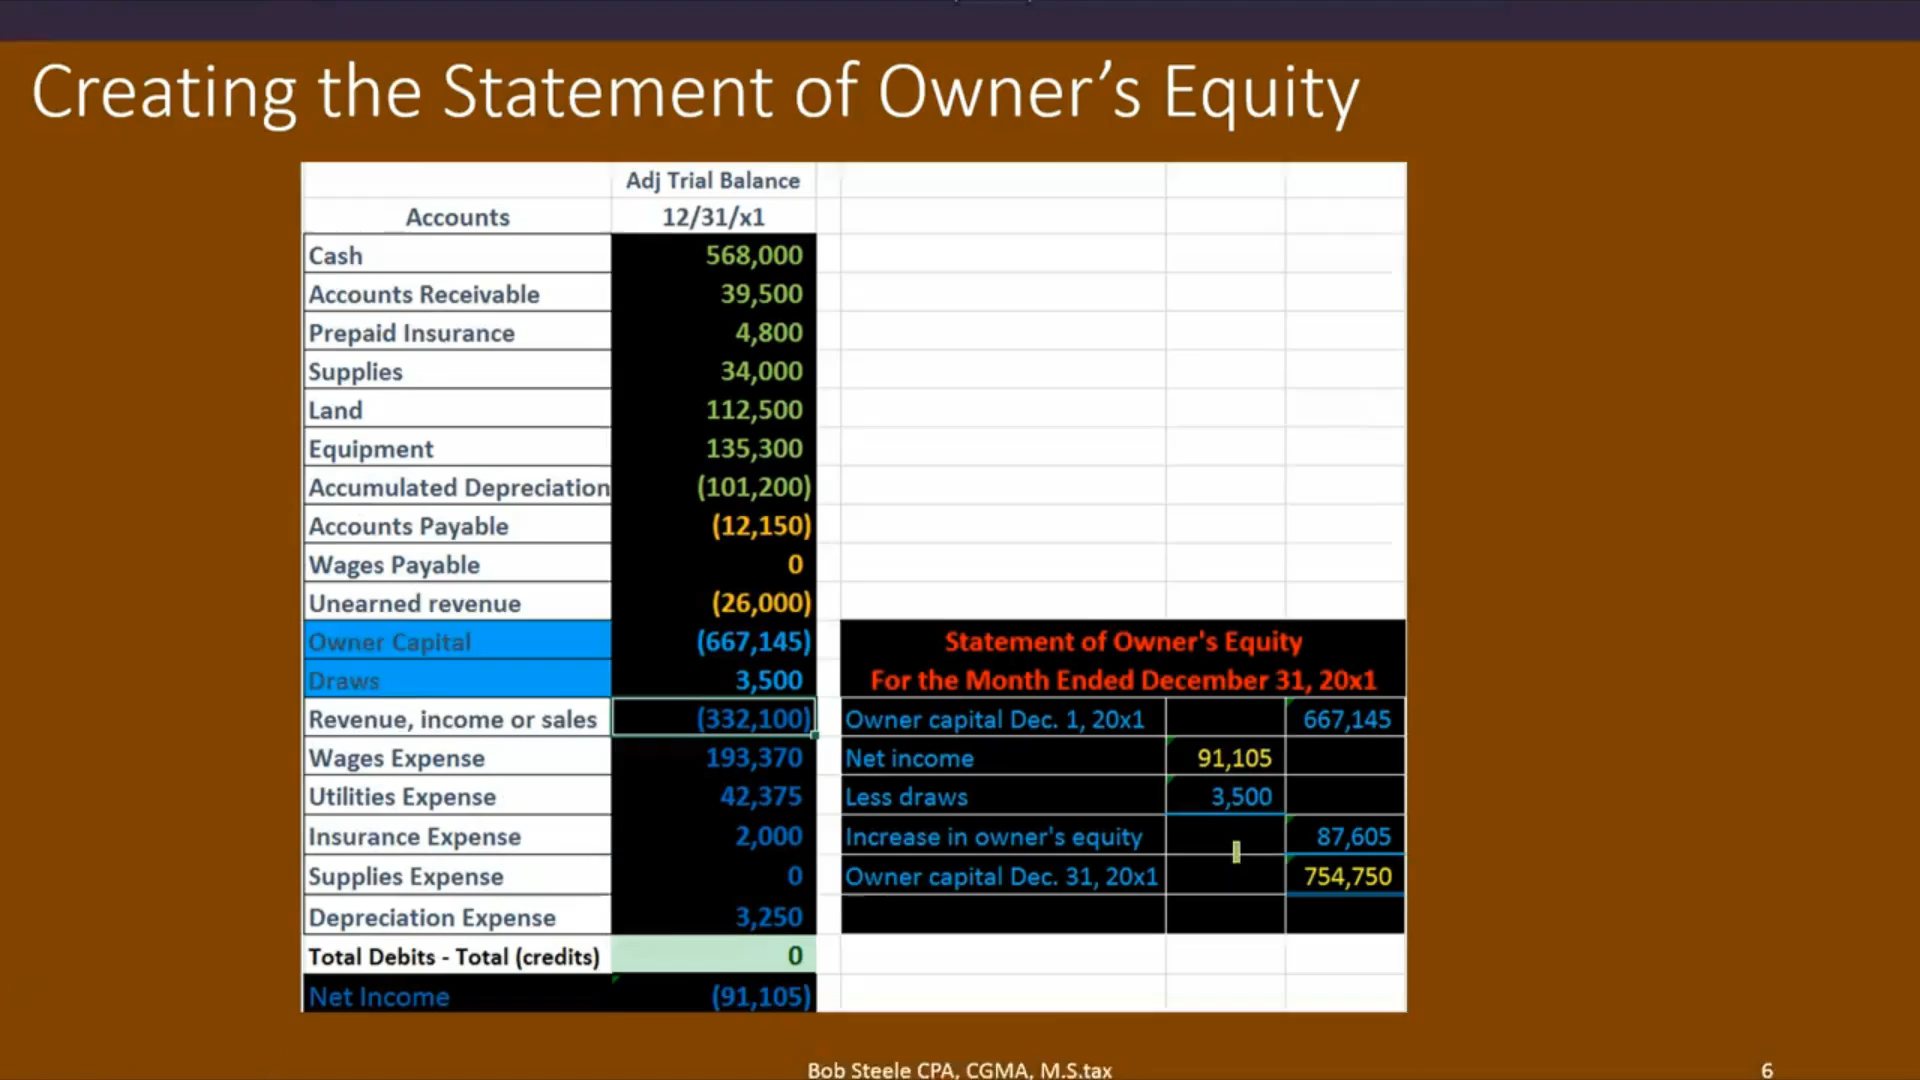 Creating the Statement of Owner's Equity
Adj Trial Balance
Accounts 12/31/x1
Cash 568,000
Accounts Receivable 39,500
Prepaid Insurance 4,800
Supplies 34,000
Land 112,500
Equipment 135,300
Accumulated Depreciation (101,200)
Accounts Payable (12,150)
Wages Payable 0
Unearned revenue (26,000)
Owner Capital (667,145)
Draws 3,500
Revenue, income or sales (332,100)
Wages Expense 193,370
Utilities Expense 42,375
Insurance Expense 2,000
Supplies Expense 0
Depreciation Expense 3,250
Total Debits - Total (credits) 0
Net Income (91,105)
Statement of Owner's Equity
For the Month Ended December 31, 20x1
Owner capital Dec. 1, 20x1 667,145
Net income 91,105
Less draws 3,500
Increase in owner's equity 87,605
Owner capital Dec. 31, 20x1 754,750
Bob Steele CPA, CGMA, M.S.tax
6